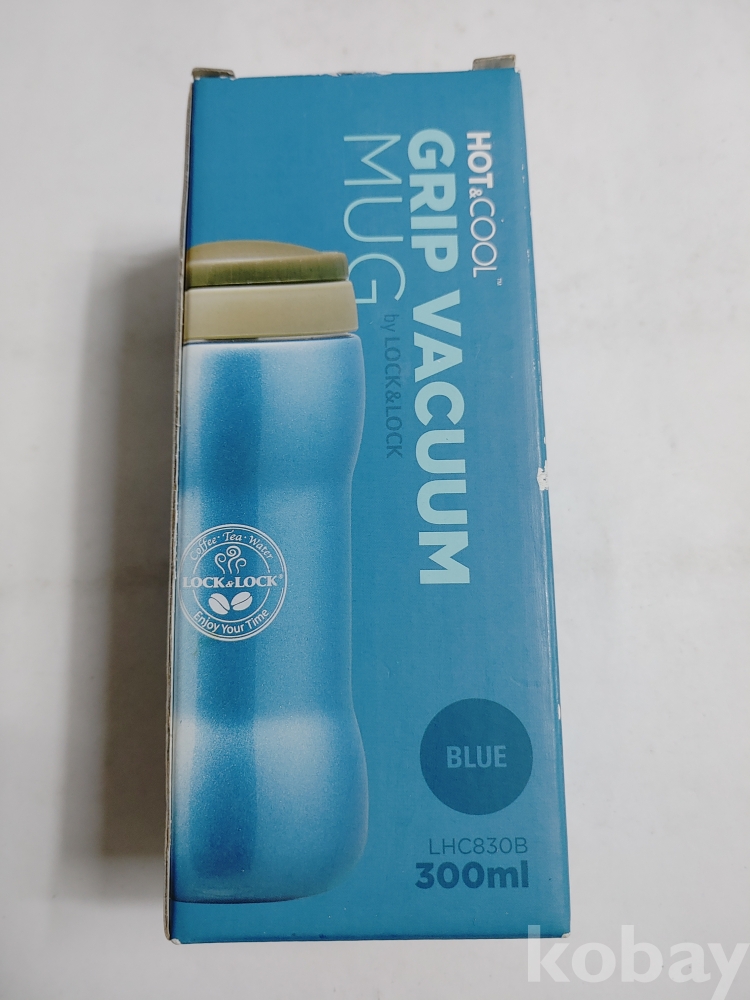 HOT&COOL™
GRIP VACUUM
MUG
by LOCK&LOCK
Coffee · Tea · Water
LOCK&LOCK®
Enjoy Your Time
BLUE
LHC830B
300ml
kobay